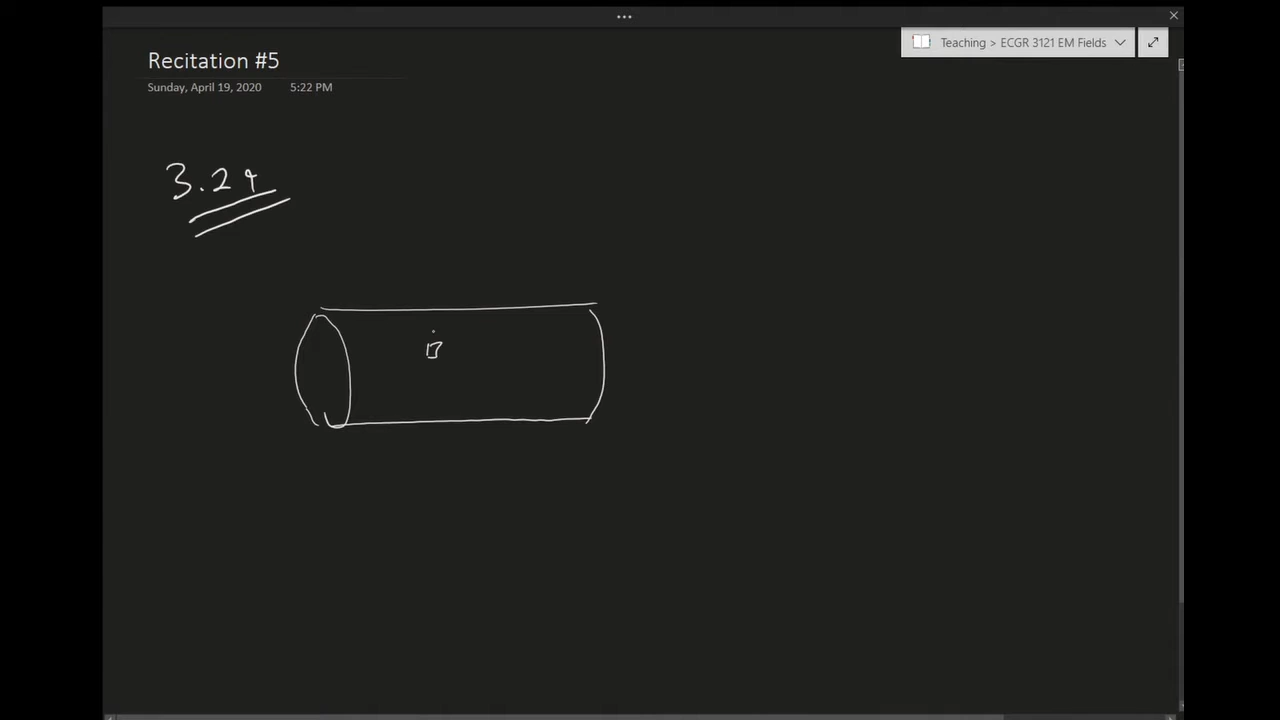 Teaching > ECGR 3121 EM Fields
Recitation #5
Sunday, April 19, 2020 5:22 PM
3.24